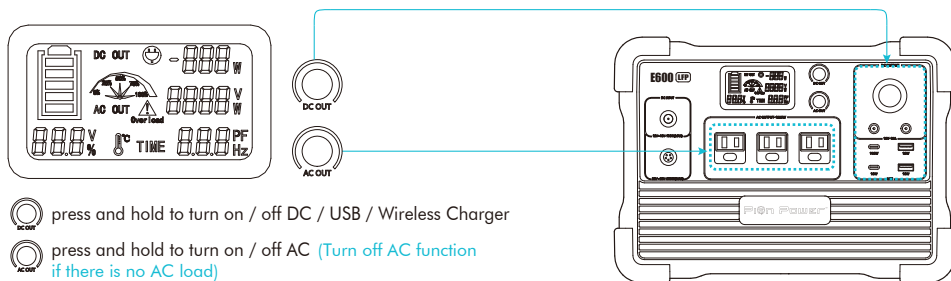 DC OUT
W
AC OUT
V
W
Overload
V
%
°C
TIME
PF
Hz
DC OUT
AC OUT
E600 LFP
PiOn Power
DC OUT
press and hold to turn on / off DC / USB / Wireless Charger
AC OUT
press and hold to turn on / off AC (Turn off AC function
if there is no AC load)